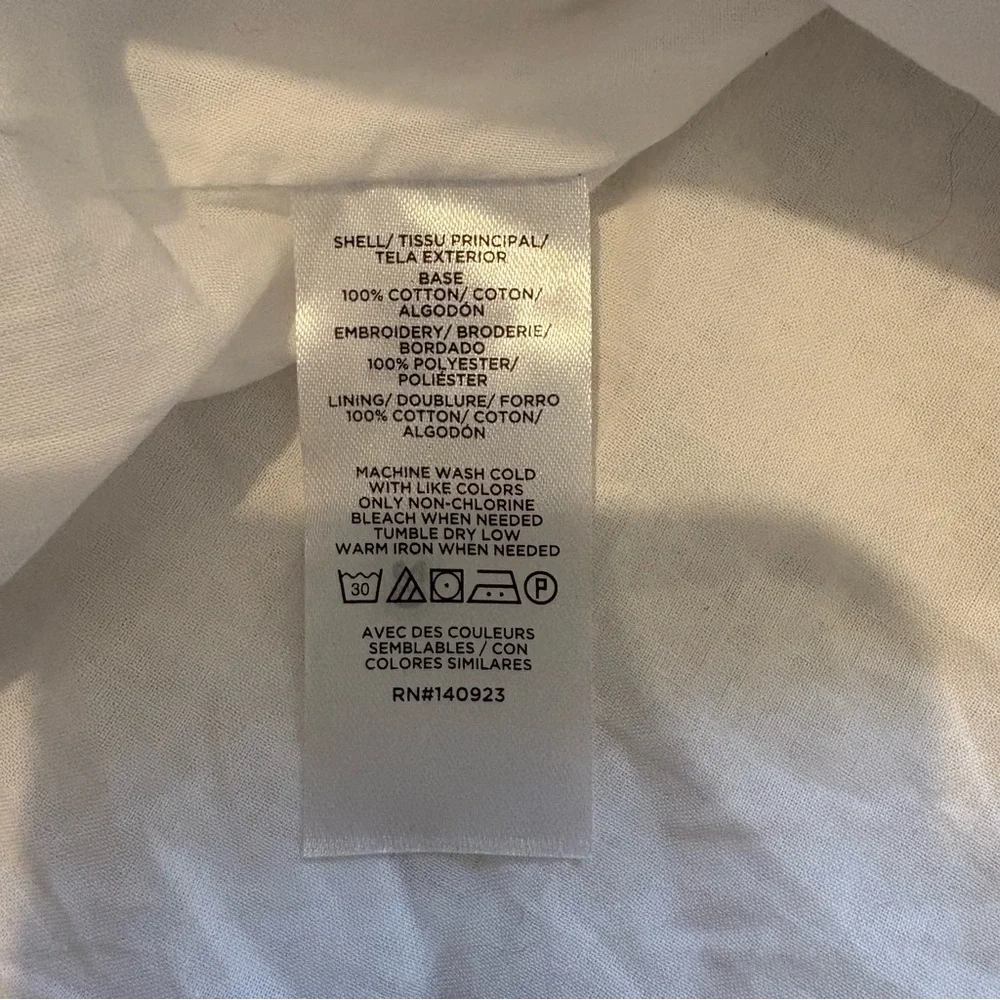 SHELL/ TISSU PRINCIPAL/
TELA EXTERIOR
BASE
100% COTTON/ COTON/
ALGODÓN
EMBROIDERY/ BRODERIE/
BORDADO
100% POLYESTER/
POLIÉSTER
LINING/ DOUBLURE/ FORRO
100% COTTON/ COTON/
ALGODÓN
MACHINE WASH COLD
WITH LIKE COLORS
ONLY NON-CHLORINE
BLEACH WHEN NEEDED
TUMBLE DRY LOW
WARM IRON WHEN NEEDED
30 P
AVEC DES COULEURS
SEMBLABLES / CON
COLORES SIMILARES
RN#140923